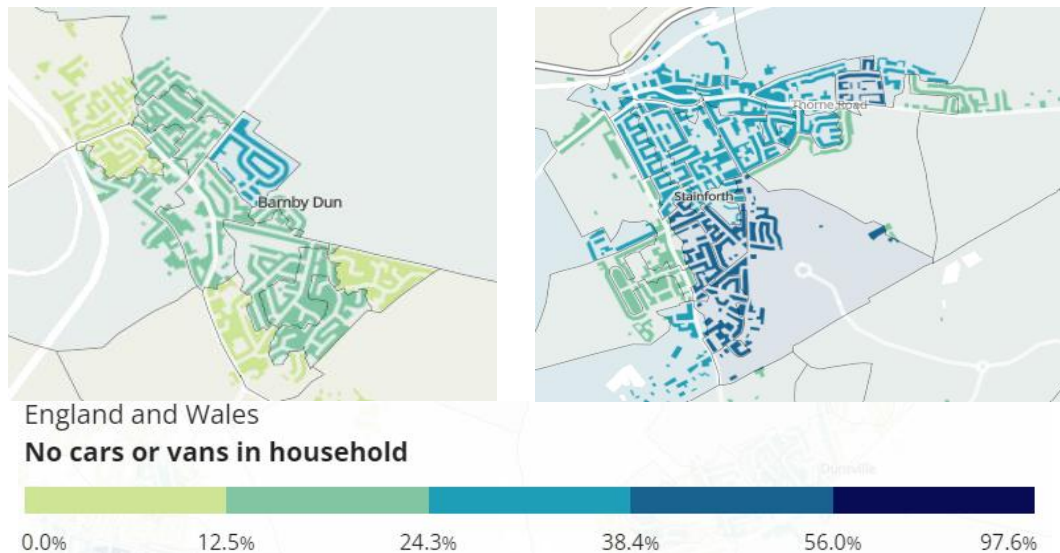 Barnby Dun
Thorne Road
Stainforth
England and Wales
No cars or vans in household
Dunsville
0.0% 12.5% 24.3% 38.4% 56.0% 97.6%